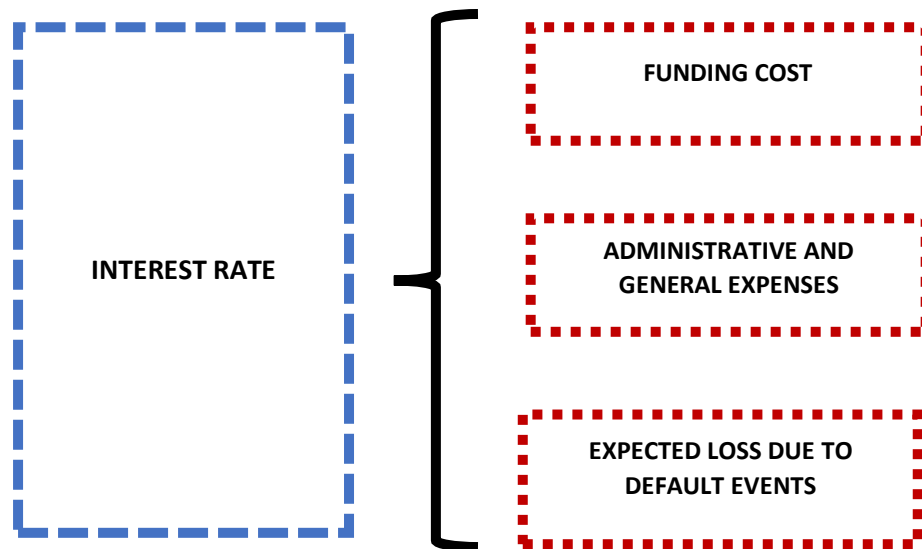 FUNDING COST
INTEREST RATE
ADMINISTRATIVE AND
GENERAL EXPENSES
EXPECTED LOSS DUE TO
DEFAULT EVENTS